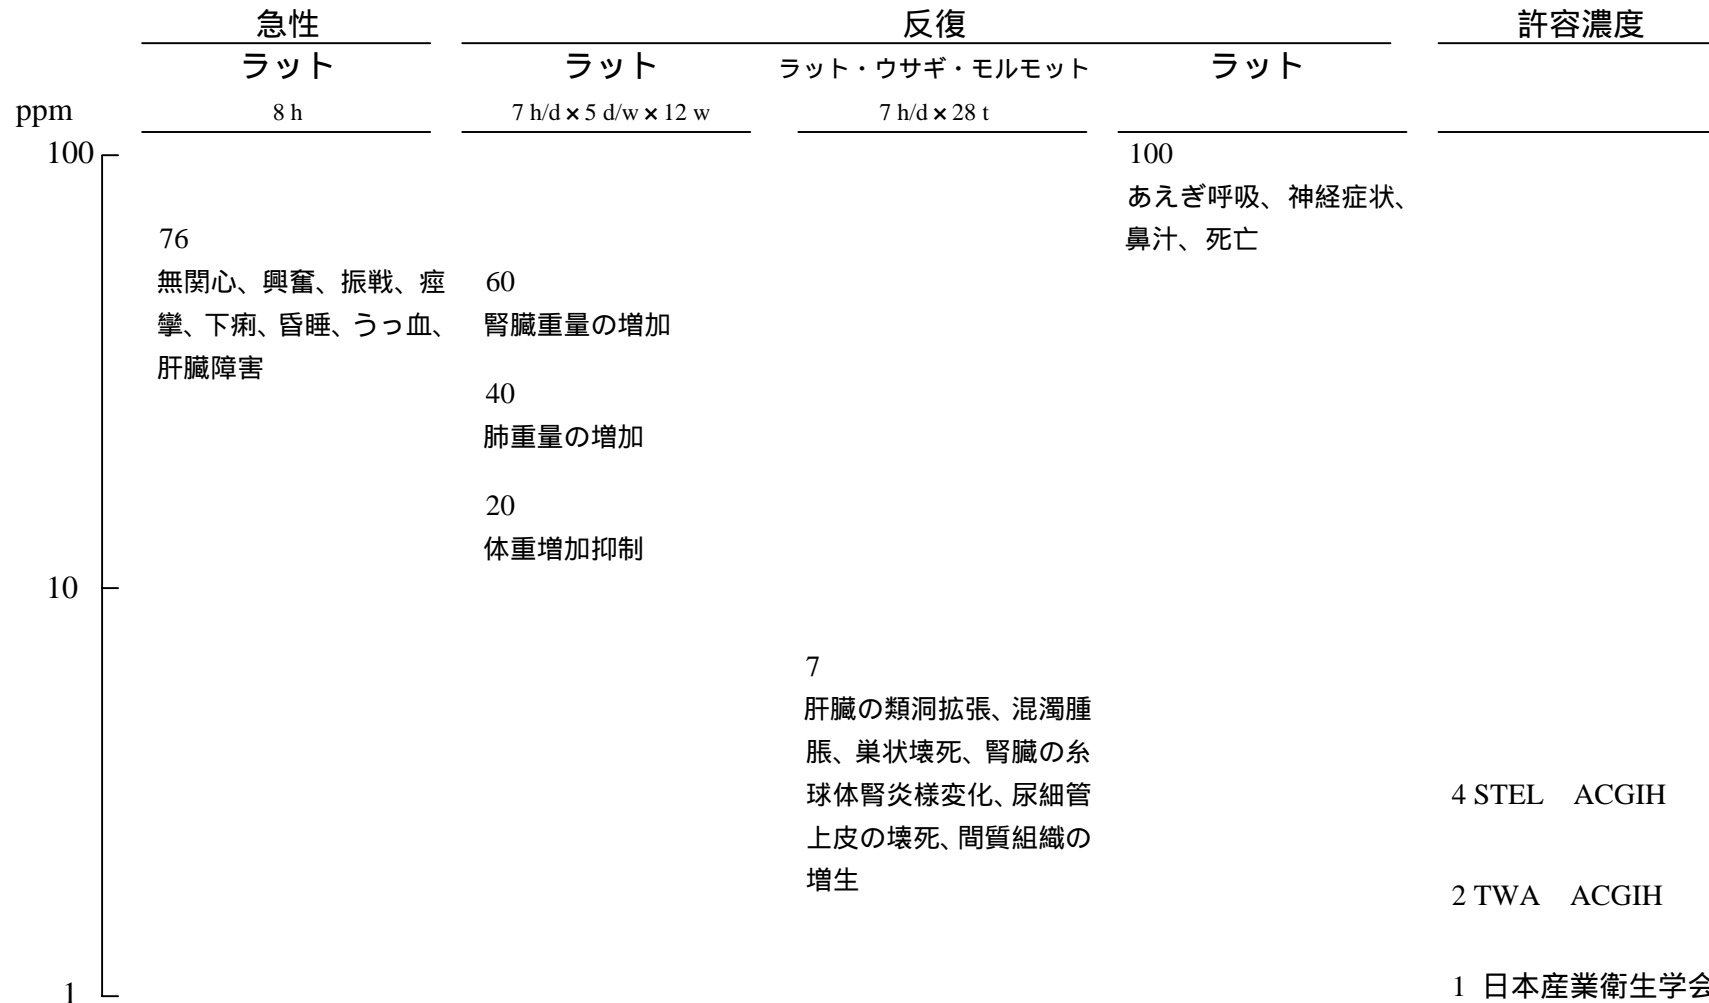 急性
反復
許容濃度
ラット
ラット
ラット・ウサギ・モルモット
ラット
ppm
8 h
7 h/d × 5 d/w × 12 w
7 h/d × 28 t
100
100
あえぎ呼吸、神経症状、
鼻汁、死亡
76
無関心、興奮、振戦、痙
攣、下痢、昏睡、うっ血、
肝臓障害
60
腎臓重量の増加
40
肺重量の増加
20
体重増加抑制
10
7
肝臓の類洞拡張、混濁腫
脹、巣状壊死、腎臓の糸
球体腎炎様変化、尿細管
上皮の壊死、間質組織の
増生
4 STEL ACGIH
2 TWA ACGIH
1 日本産業衛生学会
1